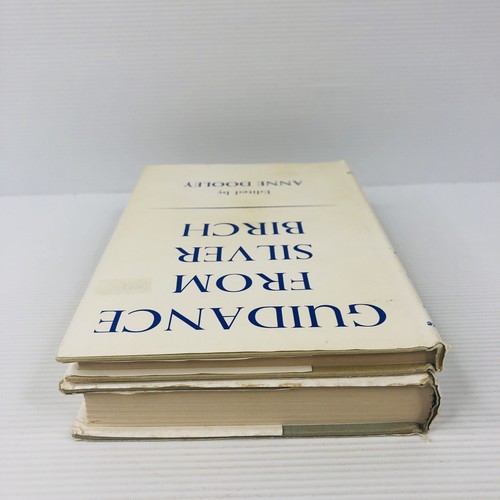 GUIDANCE
FROM
SILVER
BIRCH
Edited by
ANNE DOOLEY